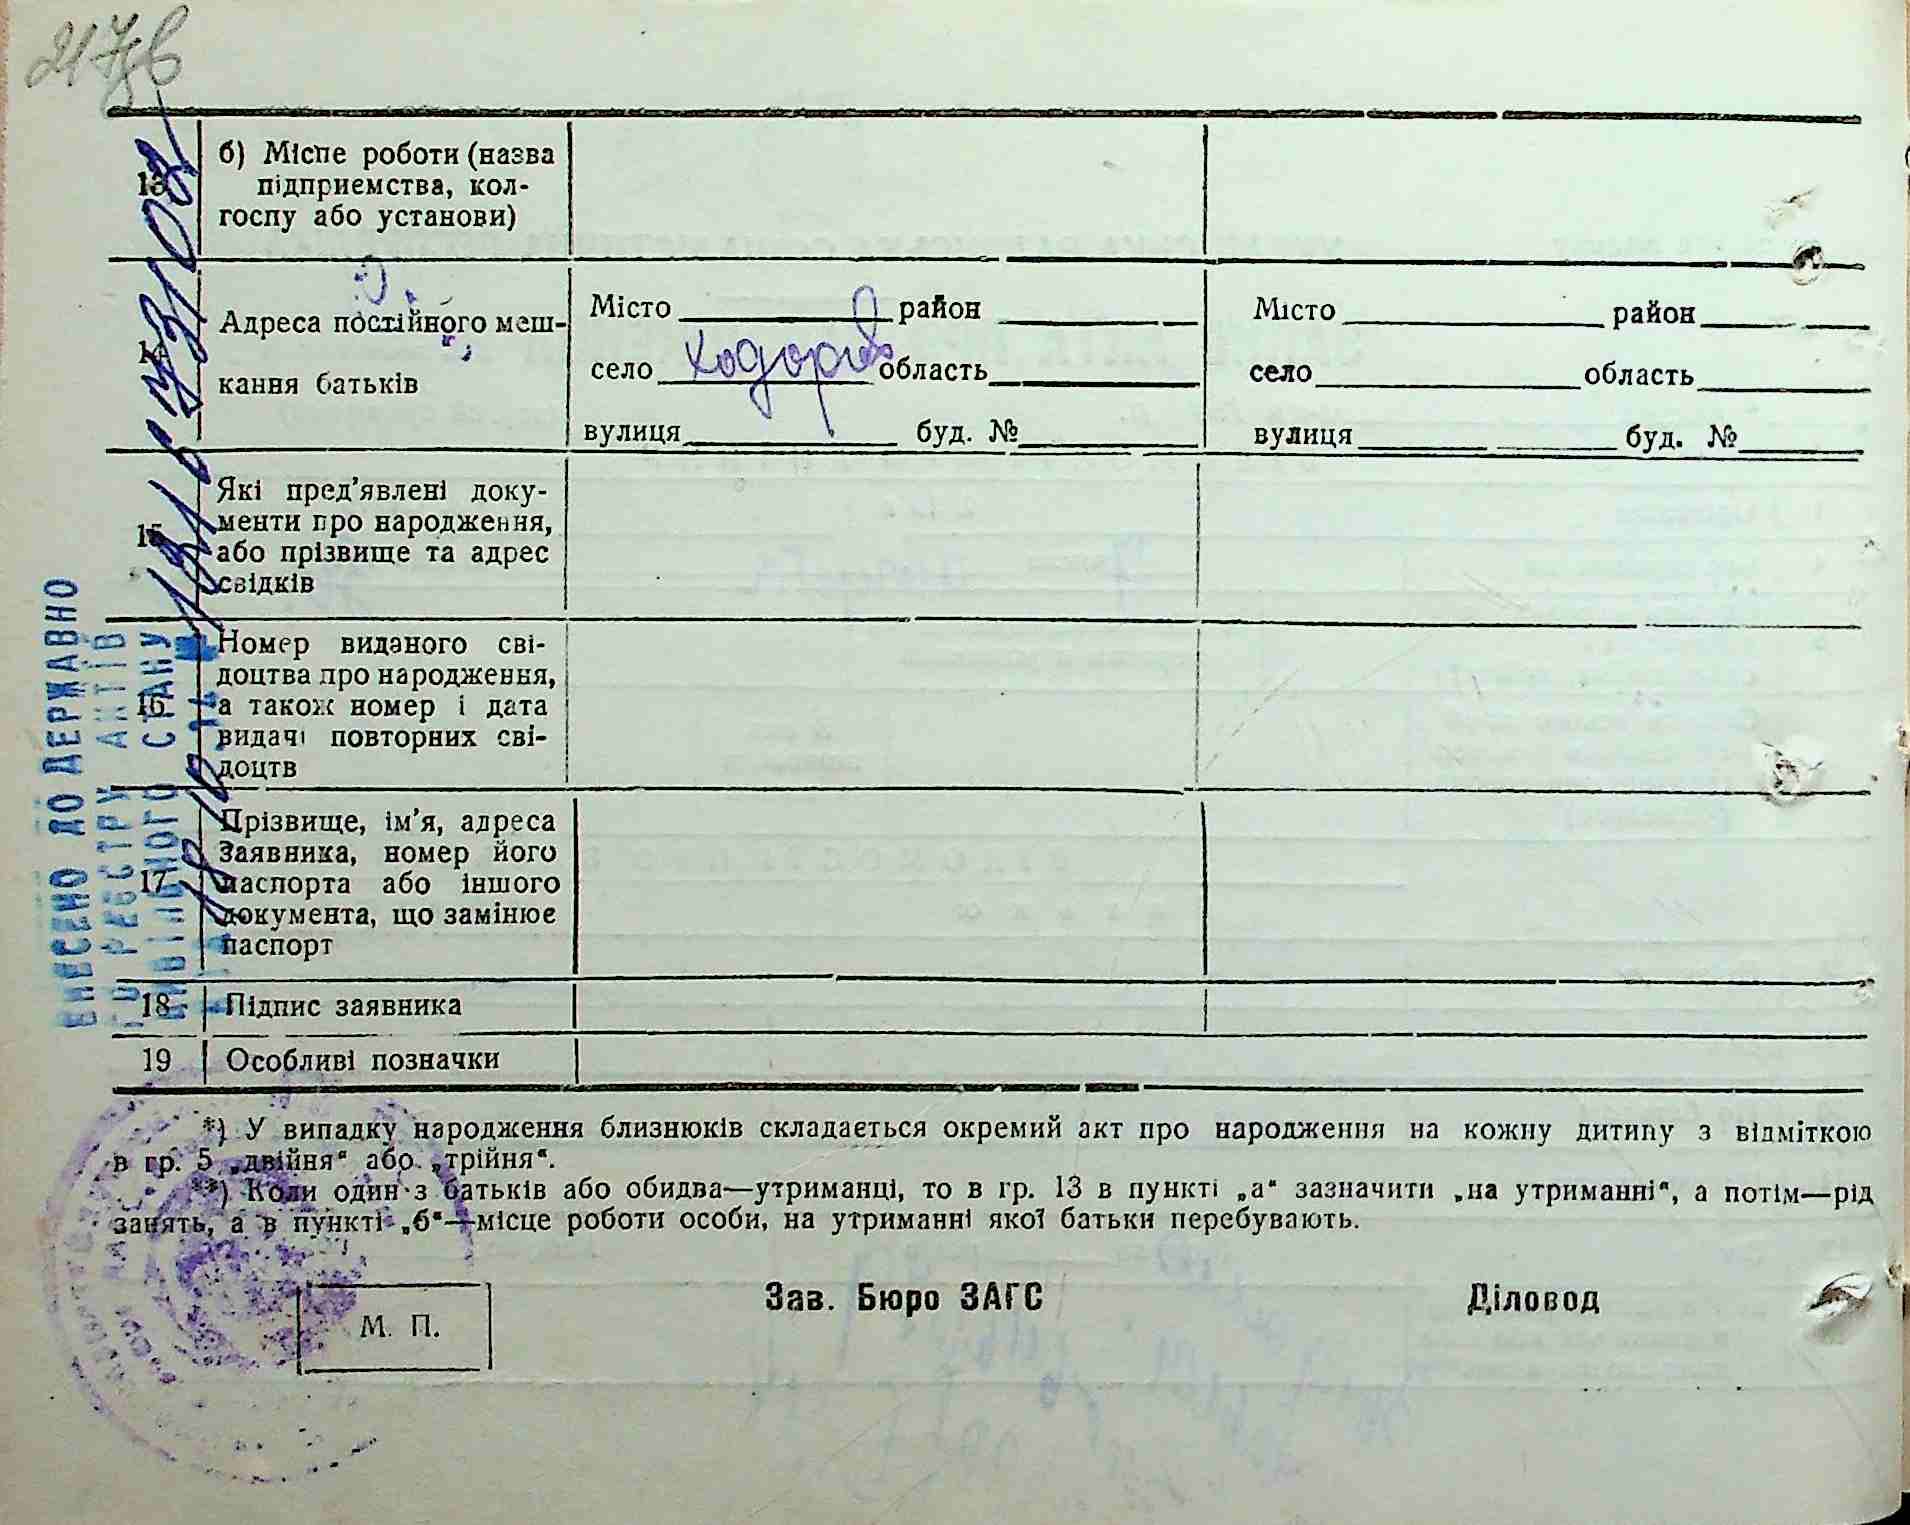 217зв
13
б) Місце роботи (назва
підприємства, кол-
госпу або установи)
Адреса постійного меш-
кання батьків
Місто район
село Ходорів область
вулиця буд. №
Місто район
село область
вулиця буд. №
15
Які пред'явлені доку-
менти про народження,
або прізвище та адрес
свідків
16
Номер виданого сві-
доцтва про народження,
а також номер і дата
видачі повторних сві-
доцтв
17
Прізвище, ім'я, адреса
заявника, номер його
паспорта або іншого
документа, що замінює
паспорт
18
Підпис заявника
19
Особливі позначки
ВНЕСЕНО ДО ДЕРЖАВНО
ГО РЕЄСТРУ АКТІВ
ЦИВІЛЬНОГО СТАНУ
*) У випадку народження близнюків складається окремий акт про народження на кожну дитину з відміткою
в гр. 5 „двійня“ або „трійня“.
**) Коли один з батьків або обидва—утриманці, то в гр. 13 в пункті „а“ зазначити „на утриманні“, а потім—рід
занять, а в пункті „б“—місце роботи особи, на утриманні якої батьки перебувають.
М. П.
Зав. Бюро ЗАГС
Діловод